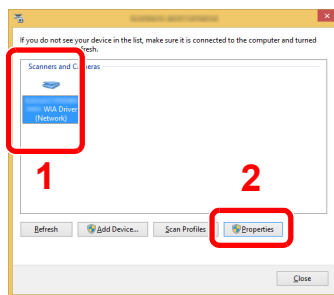 If you do not see your device in the list, make sure it is connected to the computer and turned
fresh.
Scanners and Cameras
WIA Driver
(Network)
1
2
Refresh
Add Device...
Scan Profiles
Properties
Close